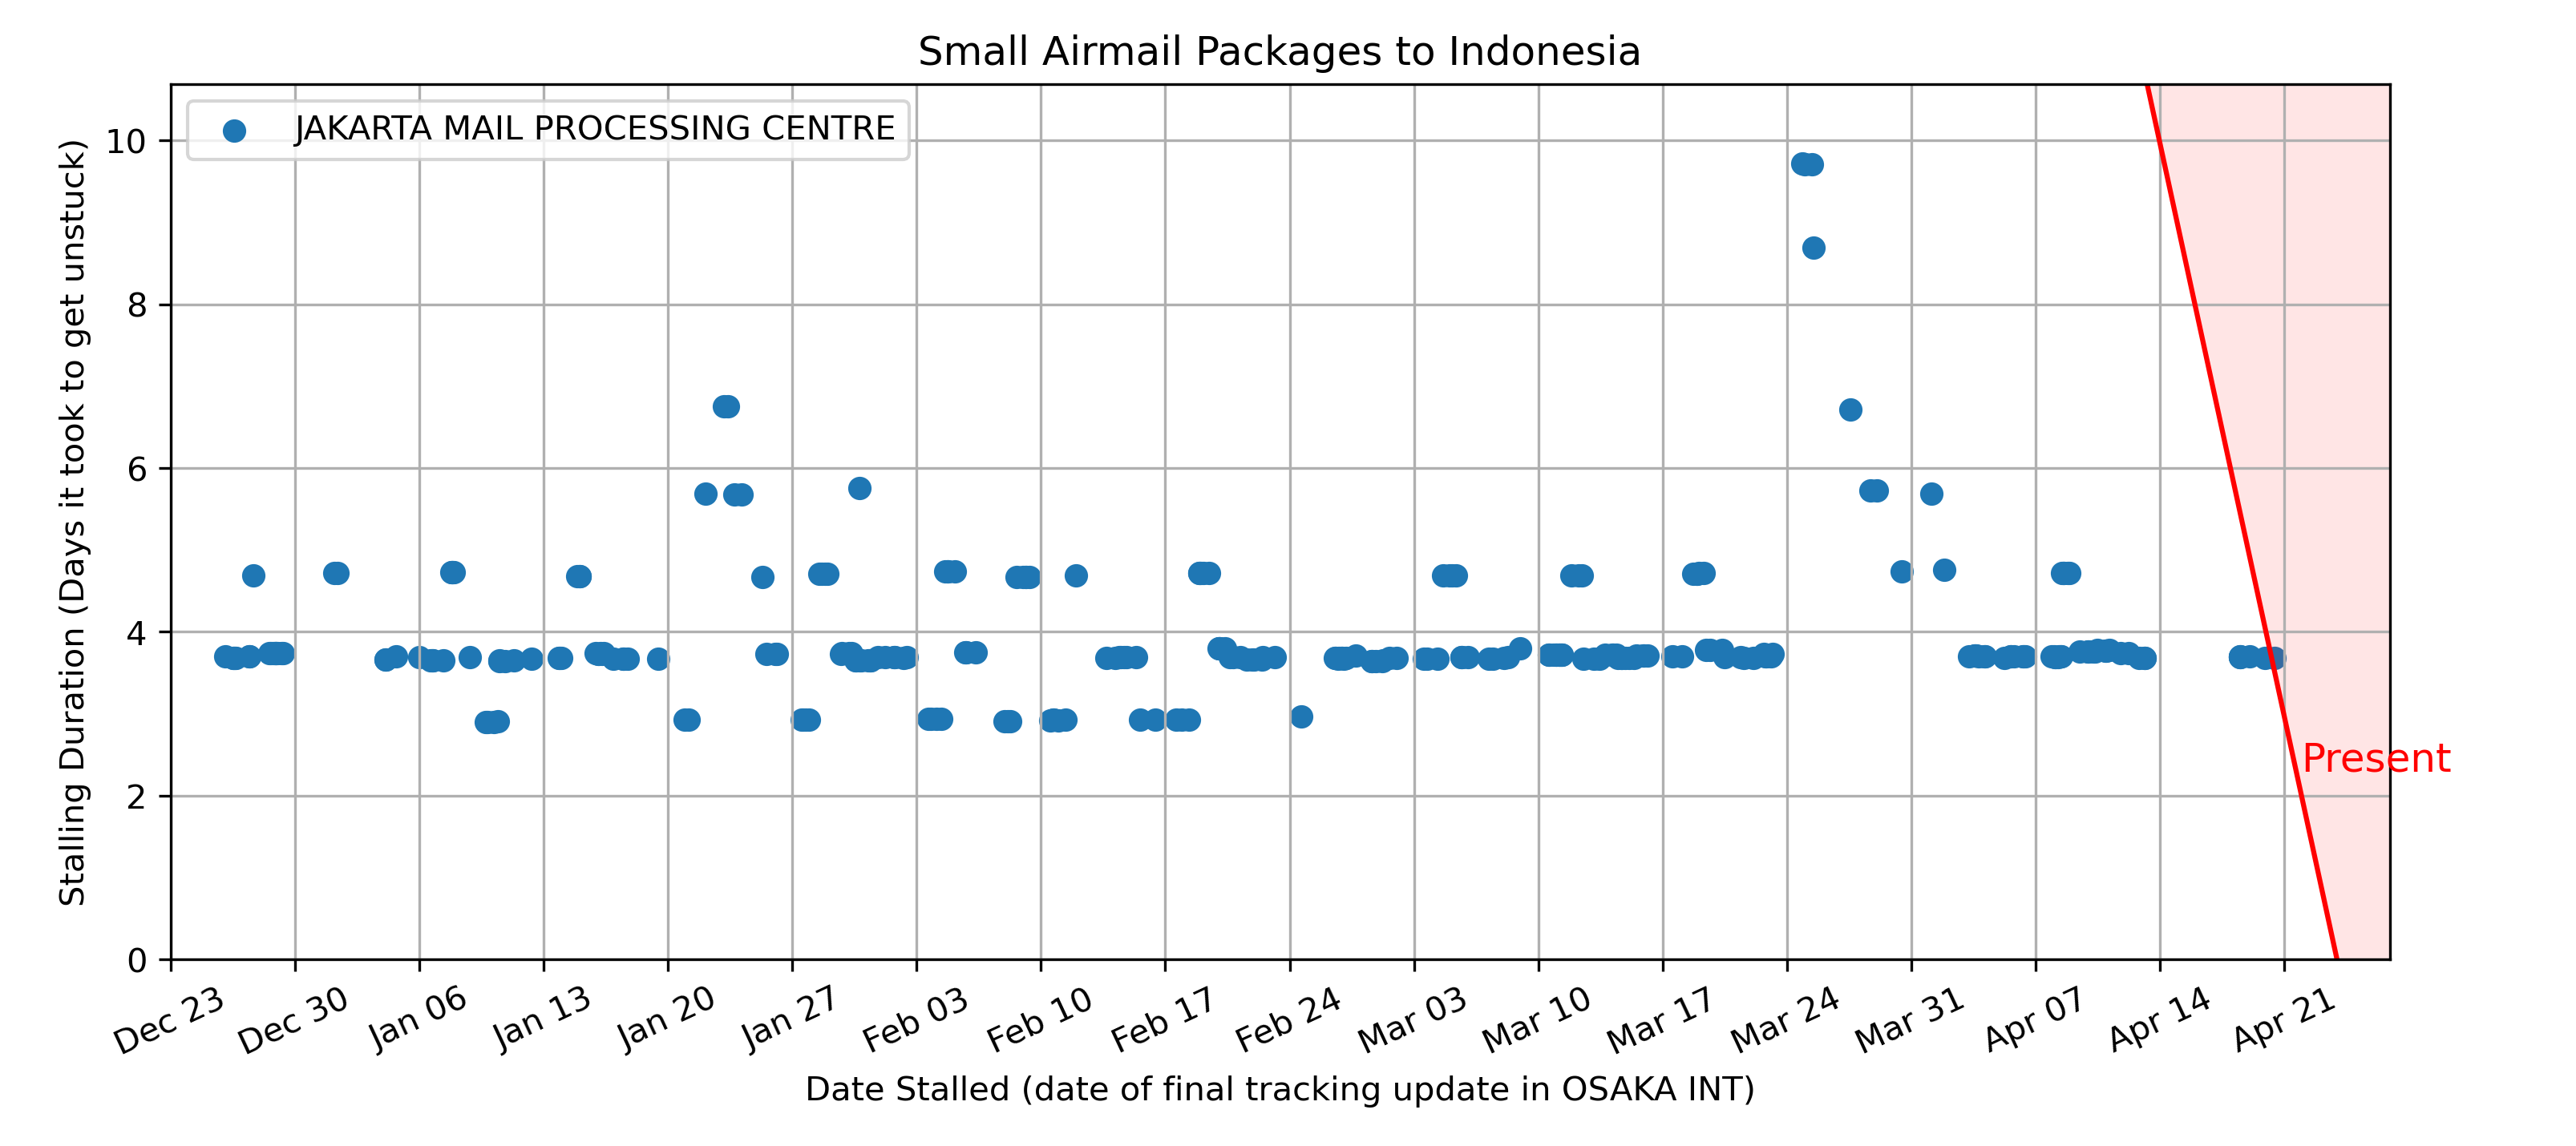 Small Airmail Packages to Indonesia
JAKARTA MAIL PROCESSING CENTRE
Stalling Duration (Days it took to get unstuck)
10
8
6
4
2
0
Present
Dec 23
Dec 30
Jan 06
Jan 13
Jan 20
Jan 27
Feb 03
Feb 10
Feb 17
Feb 24
Mar 03
Mar 10
Mar 17
Mar 24
Mar 31
Apr 07
Apr 14
Apr 21
Date Stalled (date of final tracking update in OSAKA INT)